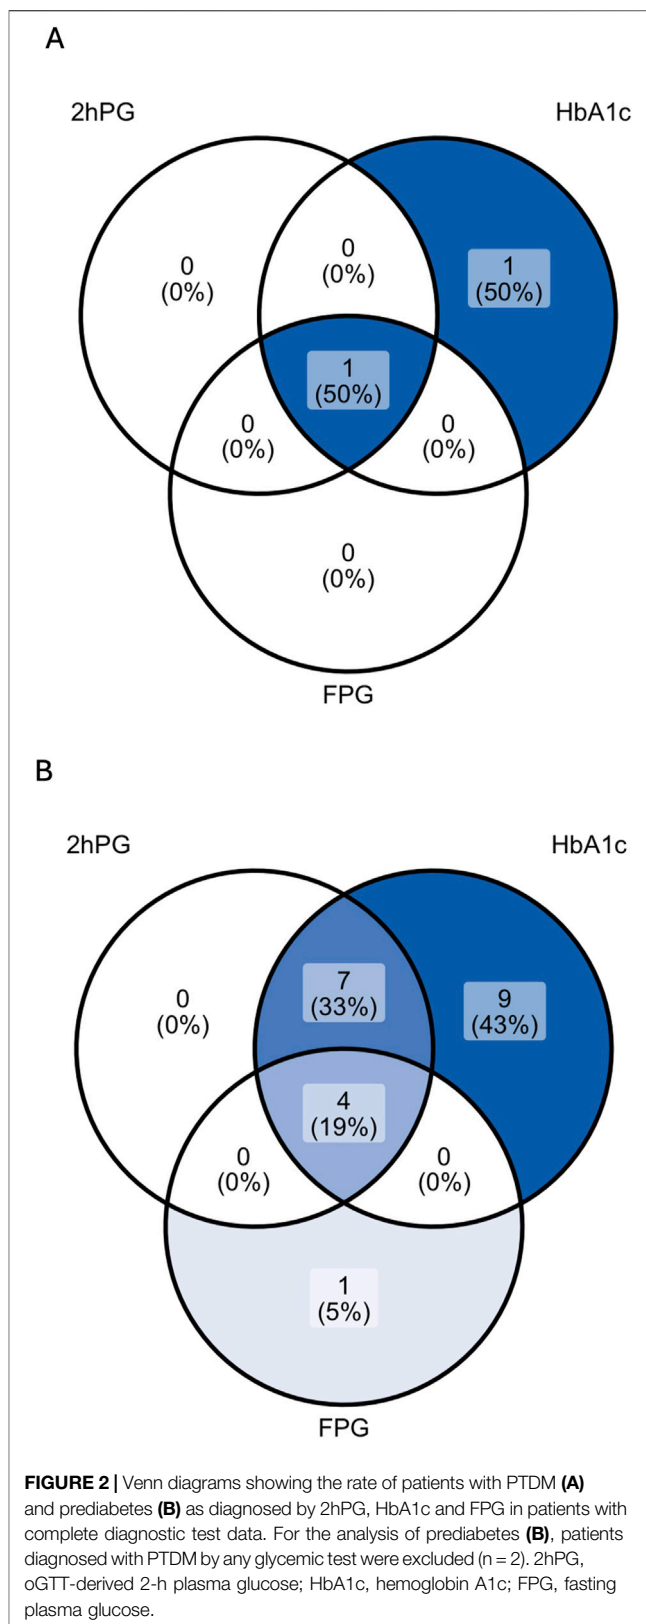 A
2hPG
HbA1c
0
(0%)
0
(0%)
1
(50%)
1
(50%)
0
(0%)
0
(0%)
0
(0%)
FPG
B
2hPG
HbA1c
0
(0%)
7
(33%)
9
(43%)
4
(19%)
0
(0%)
0
(0%)
1
(5%)
FPG
FIGURE 2 | Venn diagrams showing the rate of patients with PTDM (A)
and prediabetes (B) as diagnosed by 2hPG, HbA1c and FPG in patients with
complete diagnostic test data. For the analysis of prediabetes (B), patients
diagnosed with PTDM by any glycemic test were excluded (n = 2). 2hPG,
oGTT-derived 2-h plasma glucose; HbA1c, hemoglobin A1c; FPG, fasting
plasma glucose.